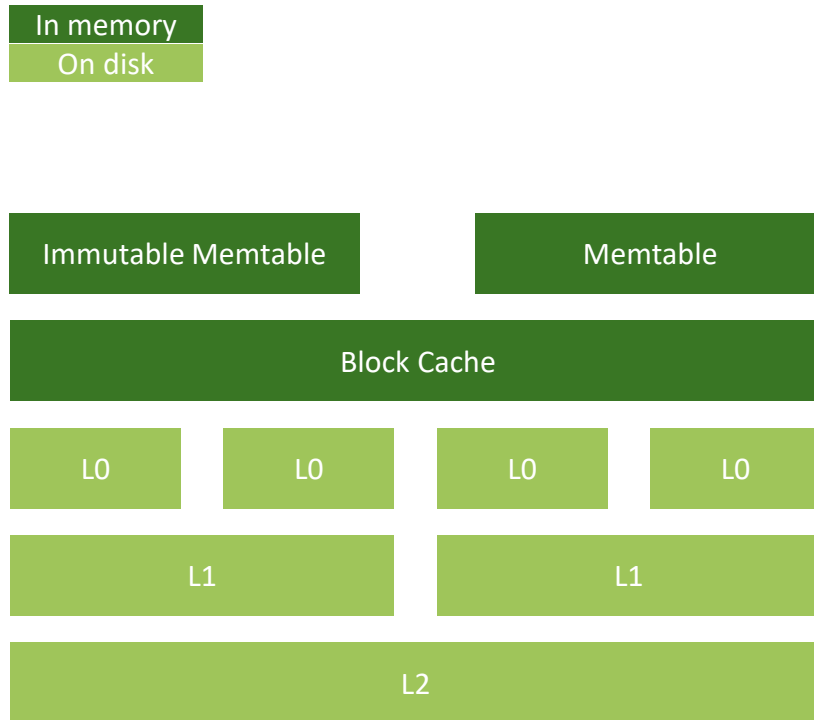 In memory
On disk
Immutable Memtable
Memtable
Block Cache
L0
L0
L0
L0
L1
L1
L2